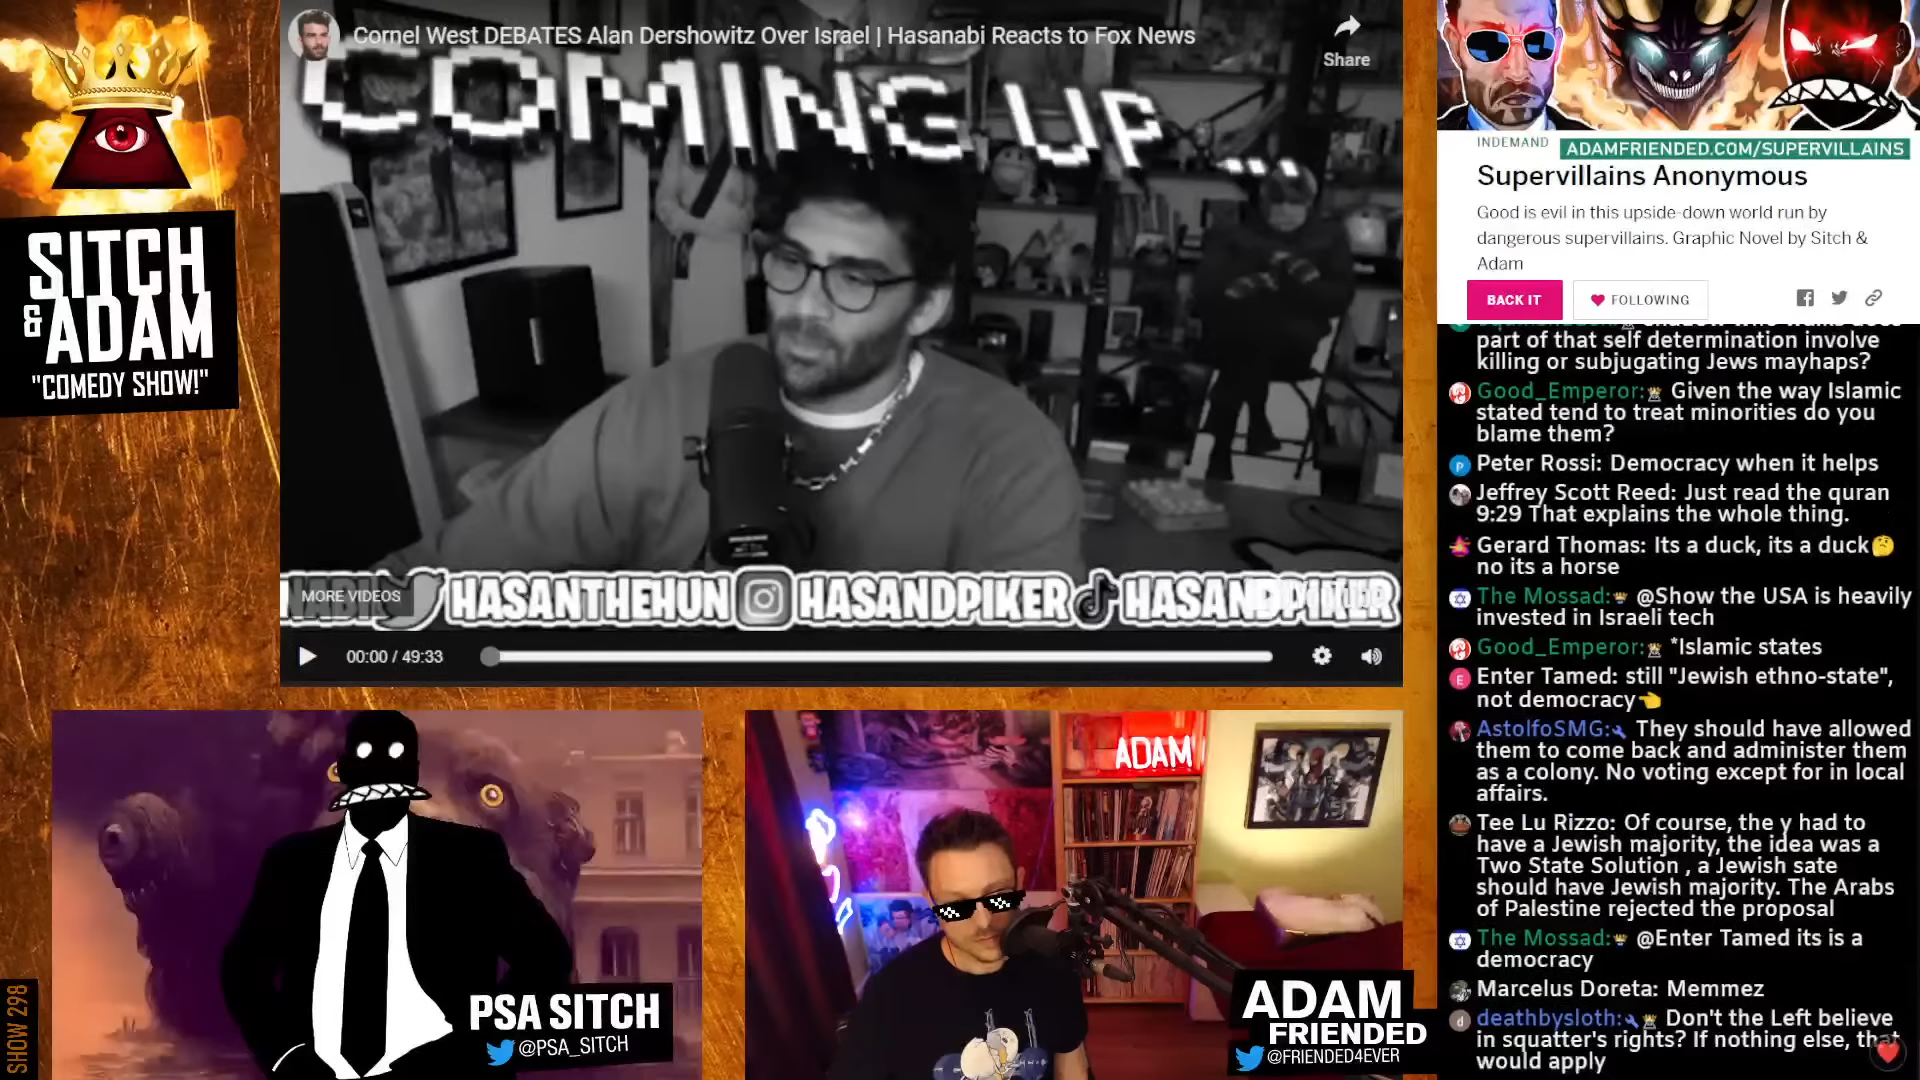 Cornel West DEBATES Alan Dershowitz Over Israel | Hasanabi Reacts to Fox News
Share
COMING UP ...
MORE VIDEOS
HASANTHEHUN
HASANDPIKER
HASANDPIKER
00:00 / 49:33
SITCH
& ADAM
"COMEDY SHOW!"
SHOW 298
PSA SITCH
@PSA_SITCH
ADAM
ADAM
FRIENDED
@FRIENDED4EVER
INDEMAND
ADAMFRIENDED.COM/SUPERVILLAINS
Supervillains Anonymous
Good is evil in this upside-down world run by
dangerous supervillains. Graphic Novel by Sitch &
Adam
BACK IT
FOLLOWING
part of that self determination involve
killing or subjugating Jews mayhaps?
Good_Emperor: Given the way Islamic
stated tend to treat minorities do you
blame them?
Peter Rossi: Democracy when it helps
Jeffrey Scott Reed: Just read the quran
9:29 That explains the whole thing.
Gerard Thomas: Its a duck, its a duck🤔
no its a horse
The Mossad: @Show the USA is heavily
invested in Israeli tech
Good_Emperor: *Islamic states
Enter Tamed: still "Jewish ethno-state",
not democracy👈
AstolfoSMG: They should have allowed
them to come back and administer them
as a colony. No voting except for in local
affairs.
Tee Lu Rizzo: Of course, the y had to
have a Jewish majority, the idea was a
Two State Solution , a Jewish sate
should have Jewish majority. The Arabs
of Palestine rejected the proposal
The Mossad: @Enter Tamed its is a
democracy
Marcelus Doreta: Memmez
deathbysloth: Don't the Left believe
in squatter's rights? If nothing else, that
would apply